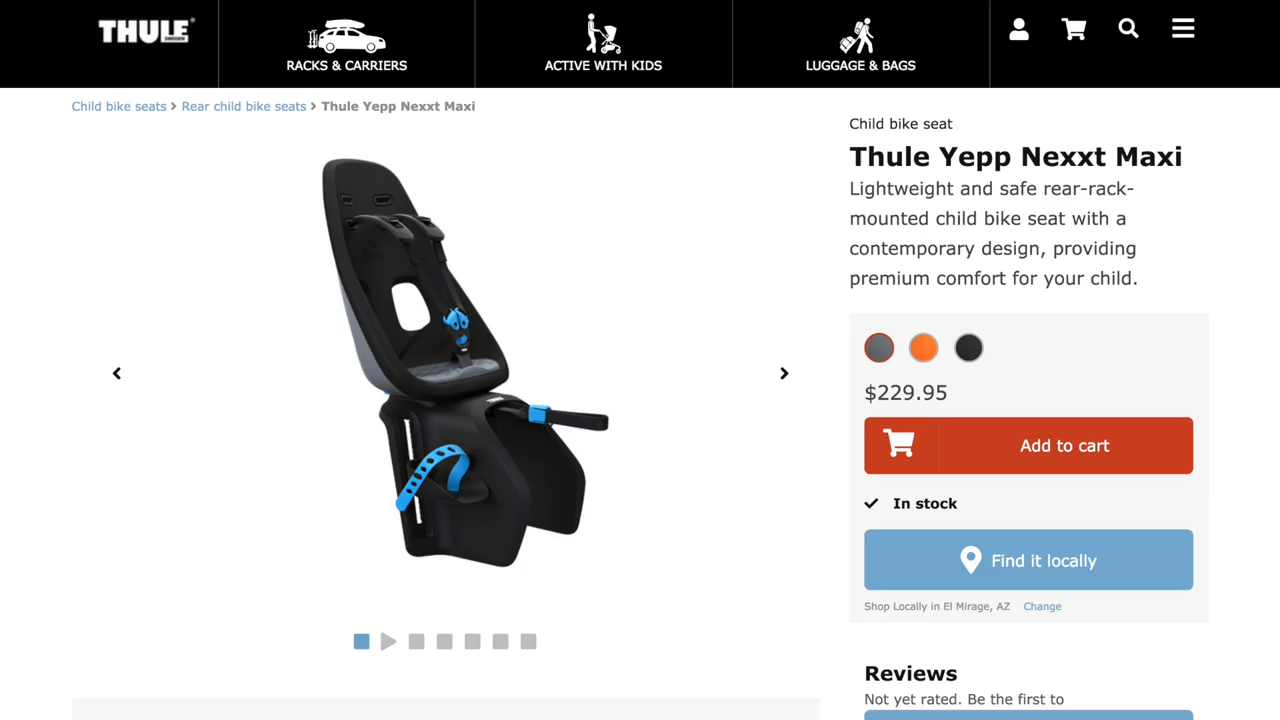 THULE
SWEDEN
RACKS & CARRIERS
ACTIVE WITH KIDS
LUGGAGE & BAGS
Child bike seats > Rear child bike seats > Thule Yepp Nexxt Maxi
Child bike seat
Thule Yepp Nexxt Maxi
Lightweight and safe rear-rack-
mounted child bike seat with a
contemporary design, providing
premium comfort for your child.
$229.95
Add to cart
In stock
Find it locally
Shop Locally in El Mirage, AZ Change
Reviews
Not yet rated. Be the first to
THULE